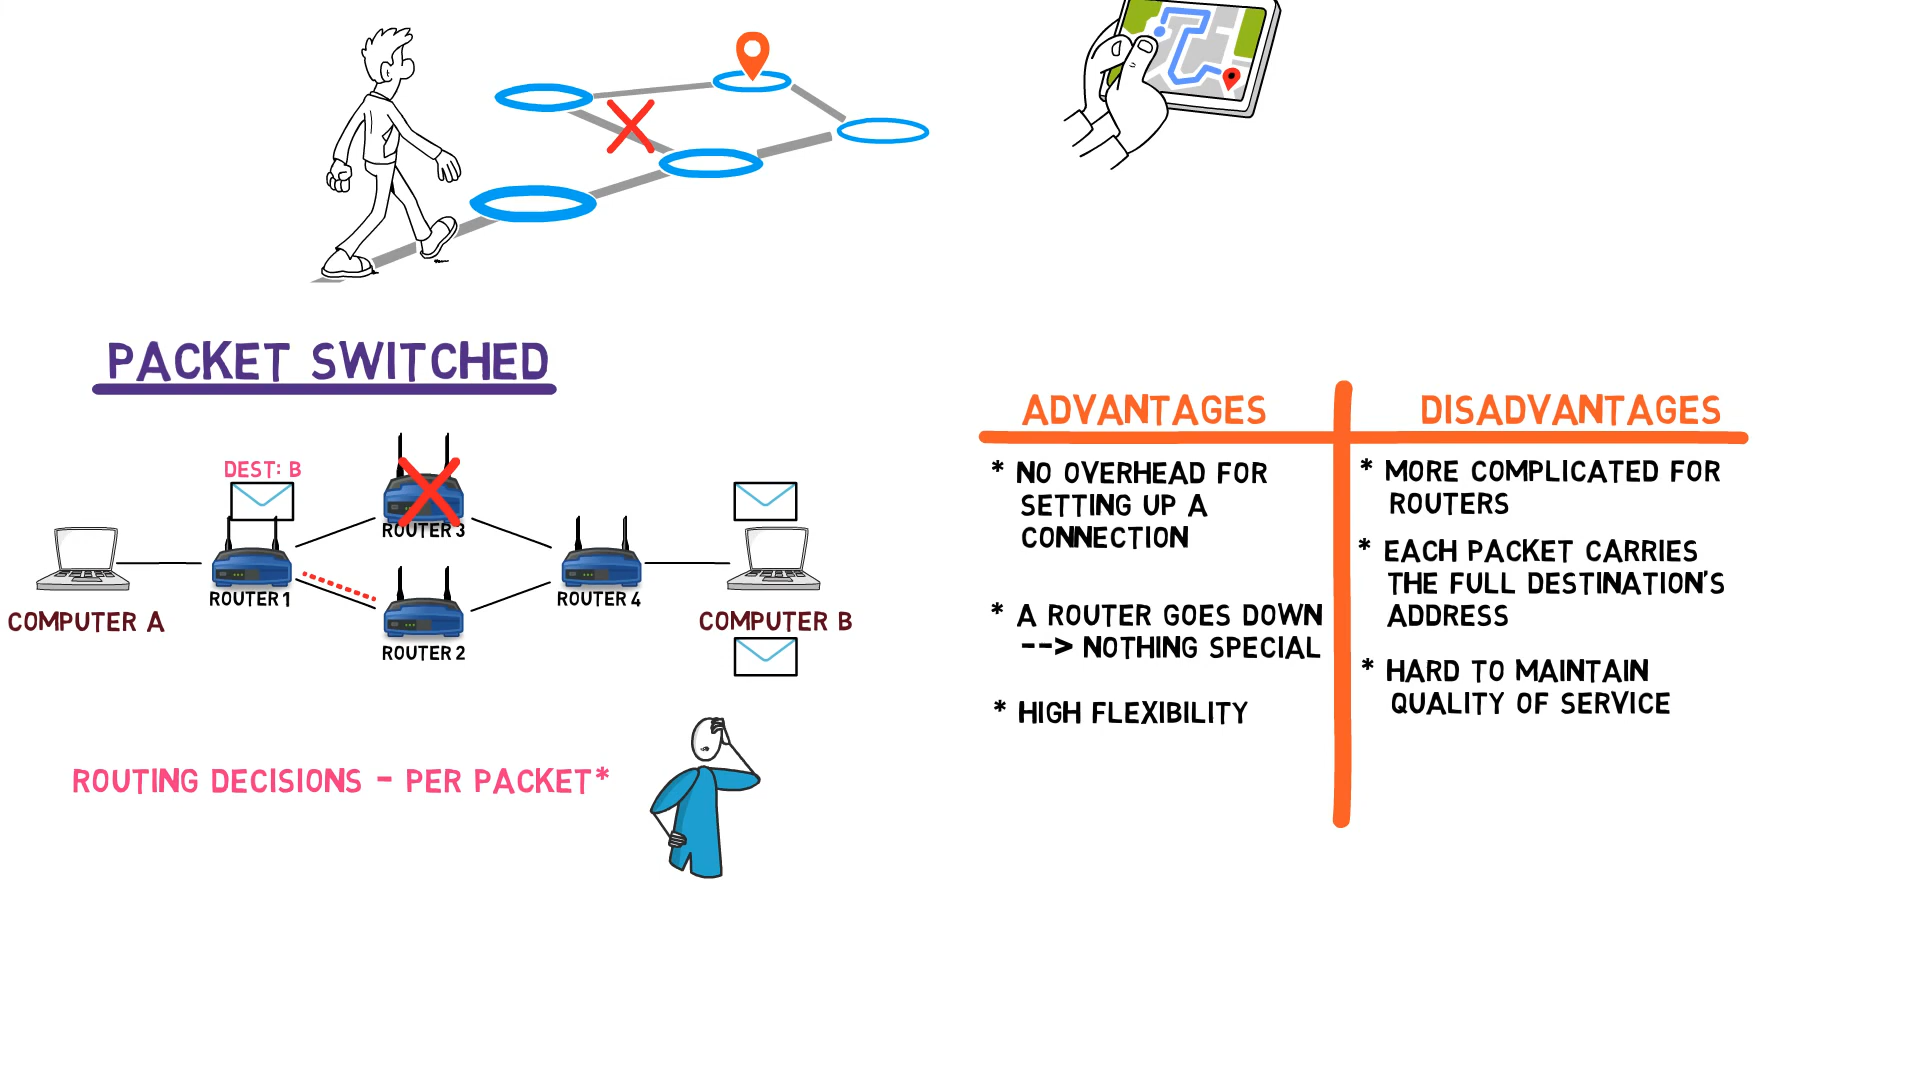 PACKET SWITCHED
DEST: B
ROUTER 3
ROUTER 1
ROUTER 4
COMPUTER A
COMPUTER B
ROUTER 2
ROUTING DECISIONS - PER PACKET*
ADVANTAGES
* NO OVERHEAD FOR
SETTING UP A
CONNECTION
* A ROUTER GOES DOWN
--> NOTHING SPECIAL
* HIGH FLEXIBILITY
DISADVANTAGES
* MORE COMPLICATED FOR
ROUTERS
* EACH PACKET CARRIES
THE FULL DESTINATION'S
ADDRESS
* HARD TO MAINTAIN
QUALITY OF SERVICE